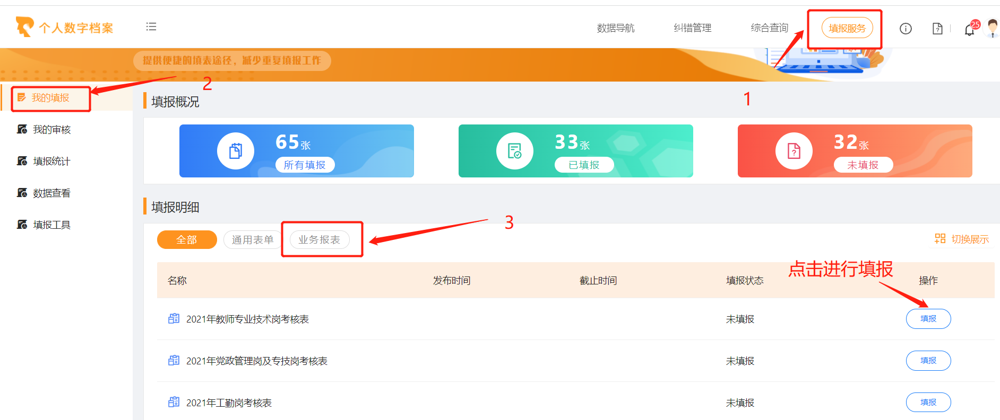 个人数字档案
数据导航
纠错管理
综合查询
填报服务
25
提供便捷的填表途径，减少重复填报工作
我的填报
我的审核
填报统计
数据查看
填报工具
2
1
填报概况
65张
所有填报
33张
已填报
32张
未填报
填报明细
3
全部
通用表单
业务报表
切换展示
点击进行填报
名称 发布时间 截止时间 填报状态 操作
2021年教师专业技术岗考核表 未填报 填报
2021年党政管理岗及专技岗考核表 未填报 填报
2021年工勤岗考核表 未填报 填报